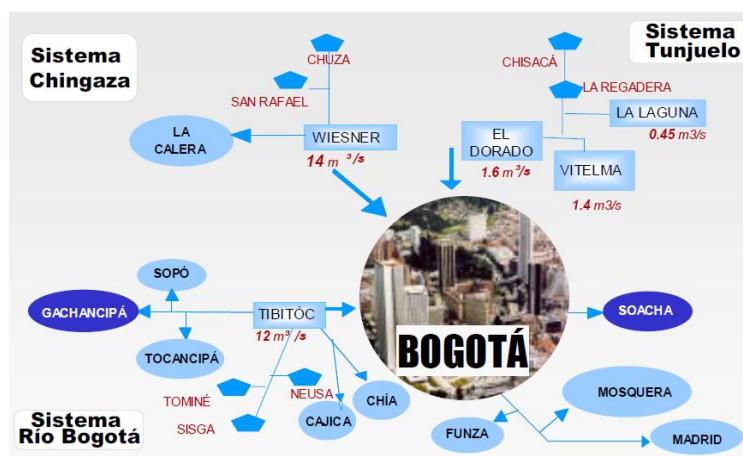 Sistema
Chingaza
Sistema
Tunjuelo
CHUZA
CHISACÁ
SAN RAFAEL
LA REGADERA
LA
CALERA
WIESNER
14 m ³/s
EL
DORADO
1.6 m³/s
LA LAGUNA
0.45 m3/s
VITELMA
1.4 m3/s
SOPÓ
GACHANCIPÁ
TIBITÓC
12 m³/s
TOCANCIPÁ
BOGOTÁ
SOACHA
TOMINÉ
NEUSA
SISGA
CAJICA
CHÍA
Sistema
Río Bogotá
FUNZA
MOSQUERA
MADRID